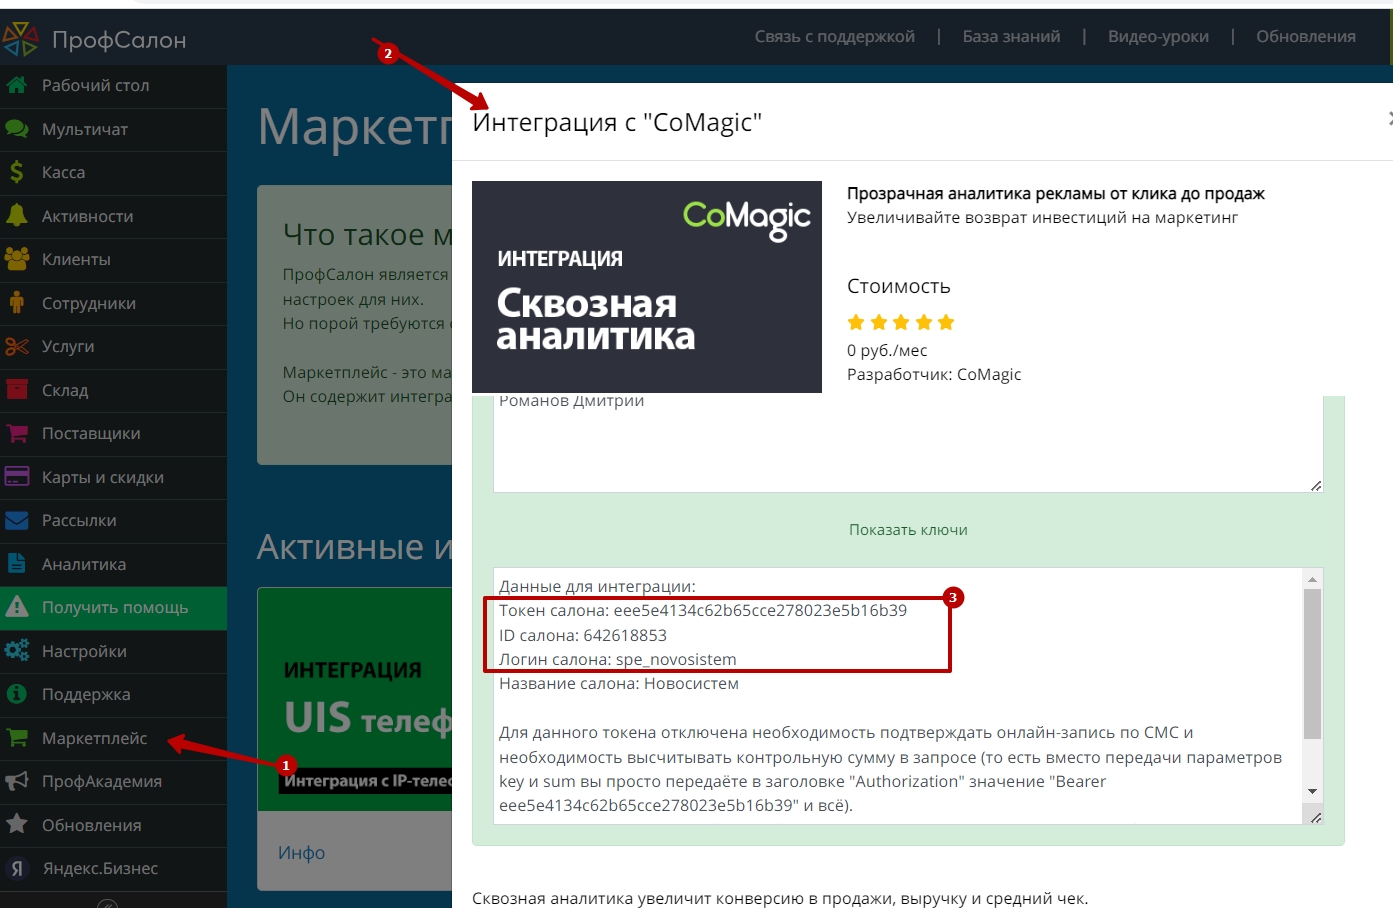 ПрофСалон
Связь с поддержкой | База знаний | Видео-уроки | Обновления
Рабочий стол
Мультичат
Касса
Активности
Клиенты
Сотрудники
Услуги
Склад
Поставщики
Карты и скидки
Рассылки
Аналитика
Получить помощь
Настройки
Поддержка
Маркетплейс
ПрофАкадемия
Обновления
Я Яндекс.Бизнес
1
2
Маркет
Что такое м
ПрофСалон является
настроек для них.
Но порой требуются
Маркетплейс - это ма
Он содержит интегра
Активные и
ИНТЕГРАЦИЯ
UIS телеф
Интеграция с IP-теле
Инфо
Интеграция с "CoMagic"
CoMagic
ИНТЕГРАЦИЯ
Сквозная
аналитика
Прозрачная аналитика рекламы от клика до продаж
Увеличивайте возврат инвестиций на маркетинг
Стоимость
0 руб./мес
Разработчик: CoMagic
Романов Дмитрий
Показать ключи
3
Данные для интеграции:
Токен салона: eee5e4134c62b65cce278023e5b16b39
ID салона: 642618853
Логин салона: spe_novosistem
Название салона: Новосистем
Для данного токена отключена необходимость подтверждать онлайн-запись по СМС и
необходимость высчитывать контрольную сумму в запросе (то есть вместо передачи параметров
key и sum вы просто передаёте в заголовке "Authorization" значение "Bearer
eee5e4134c62b65cce278023e5b16b39" и всё).
Сквозная аналитика увеличит конверсию в продажи, выручку и средний чек.